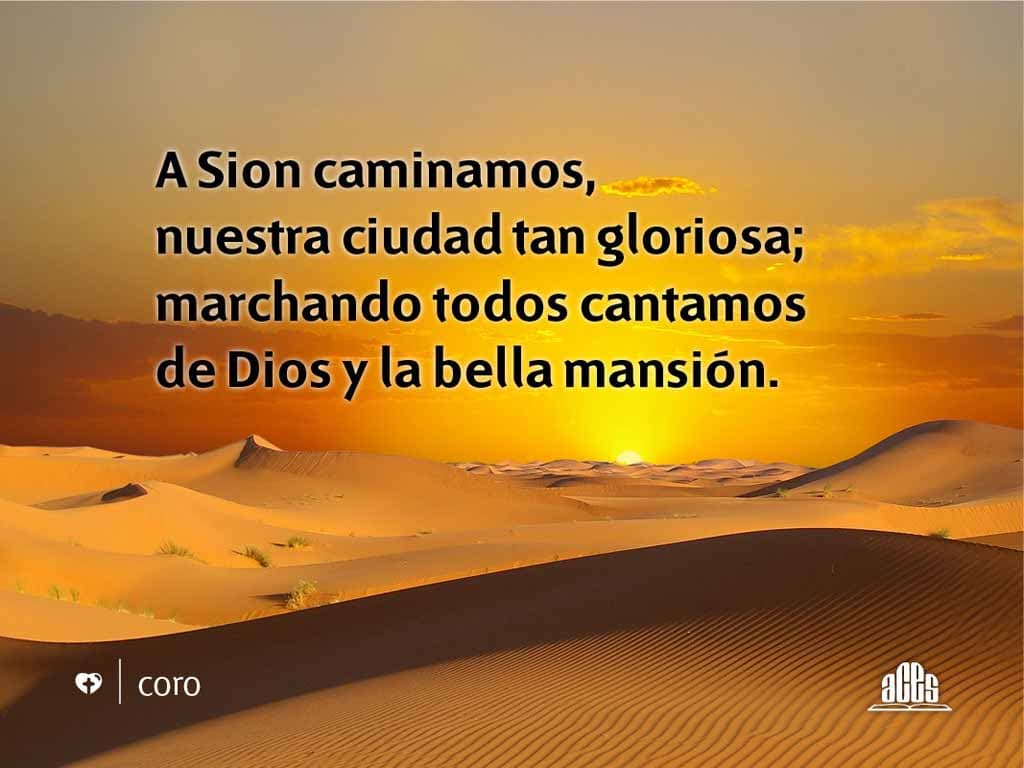 A Sion caminamos,
nuestra ciudad tan gloriosa;
marchando todos cantamos
de Dios y la bella mansión.
coro
aces